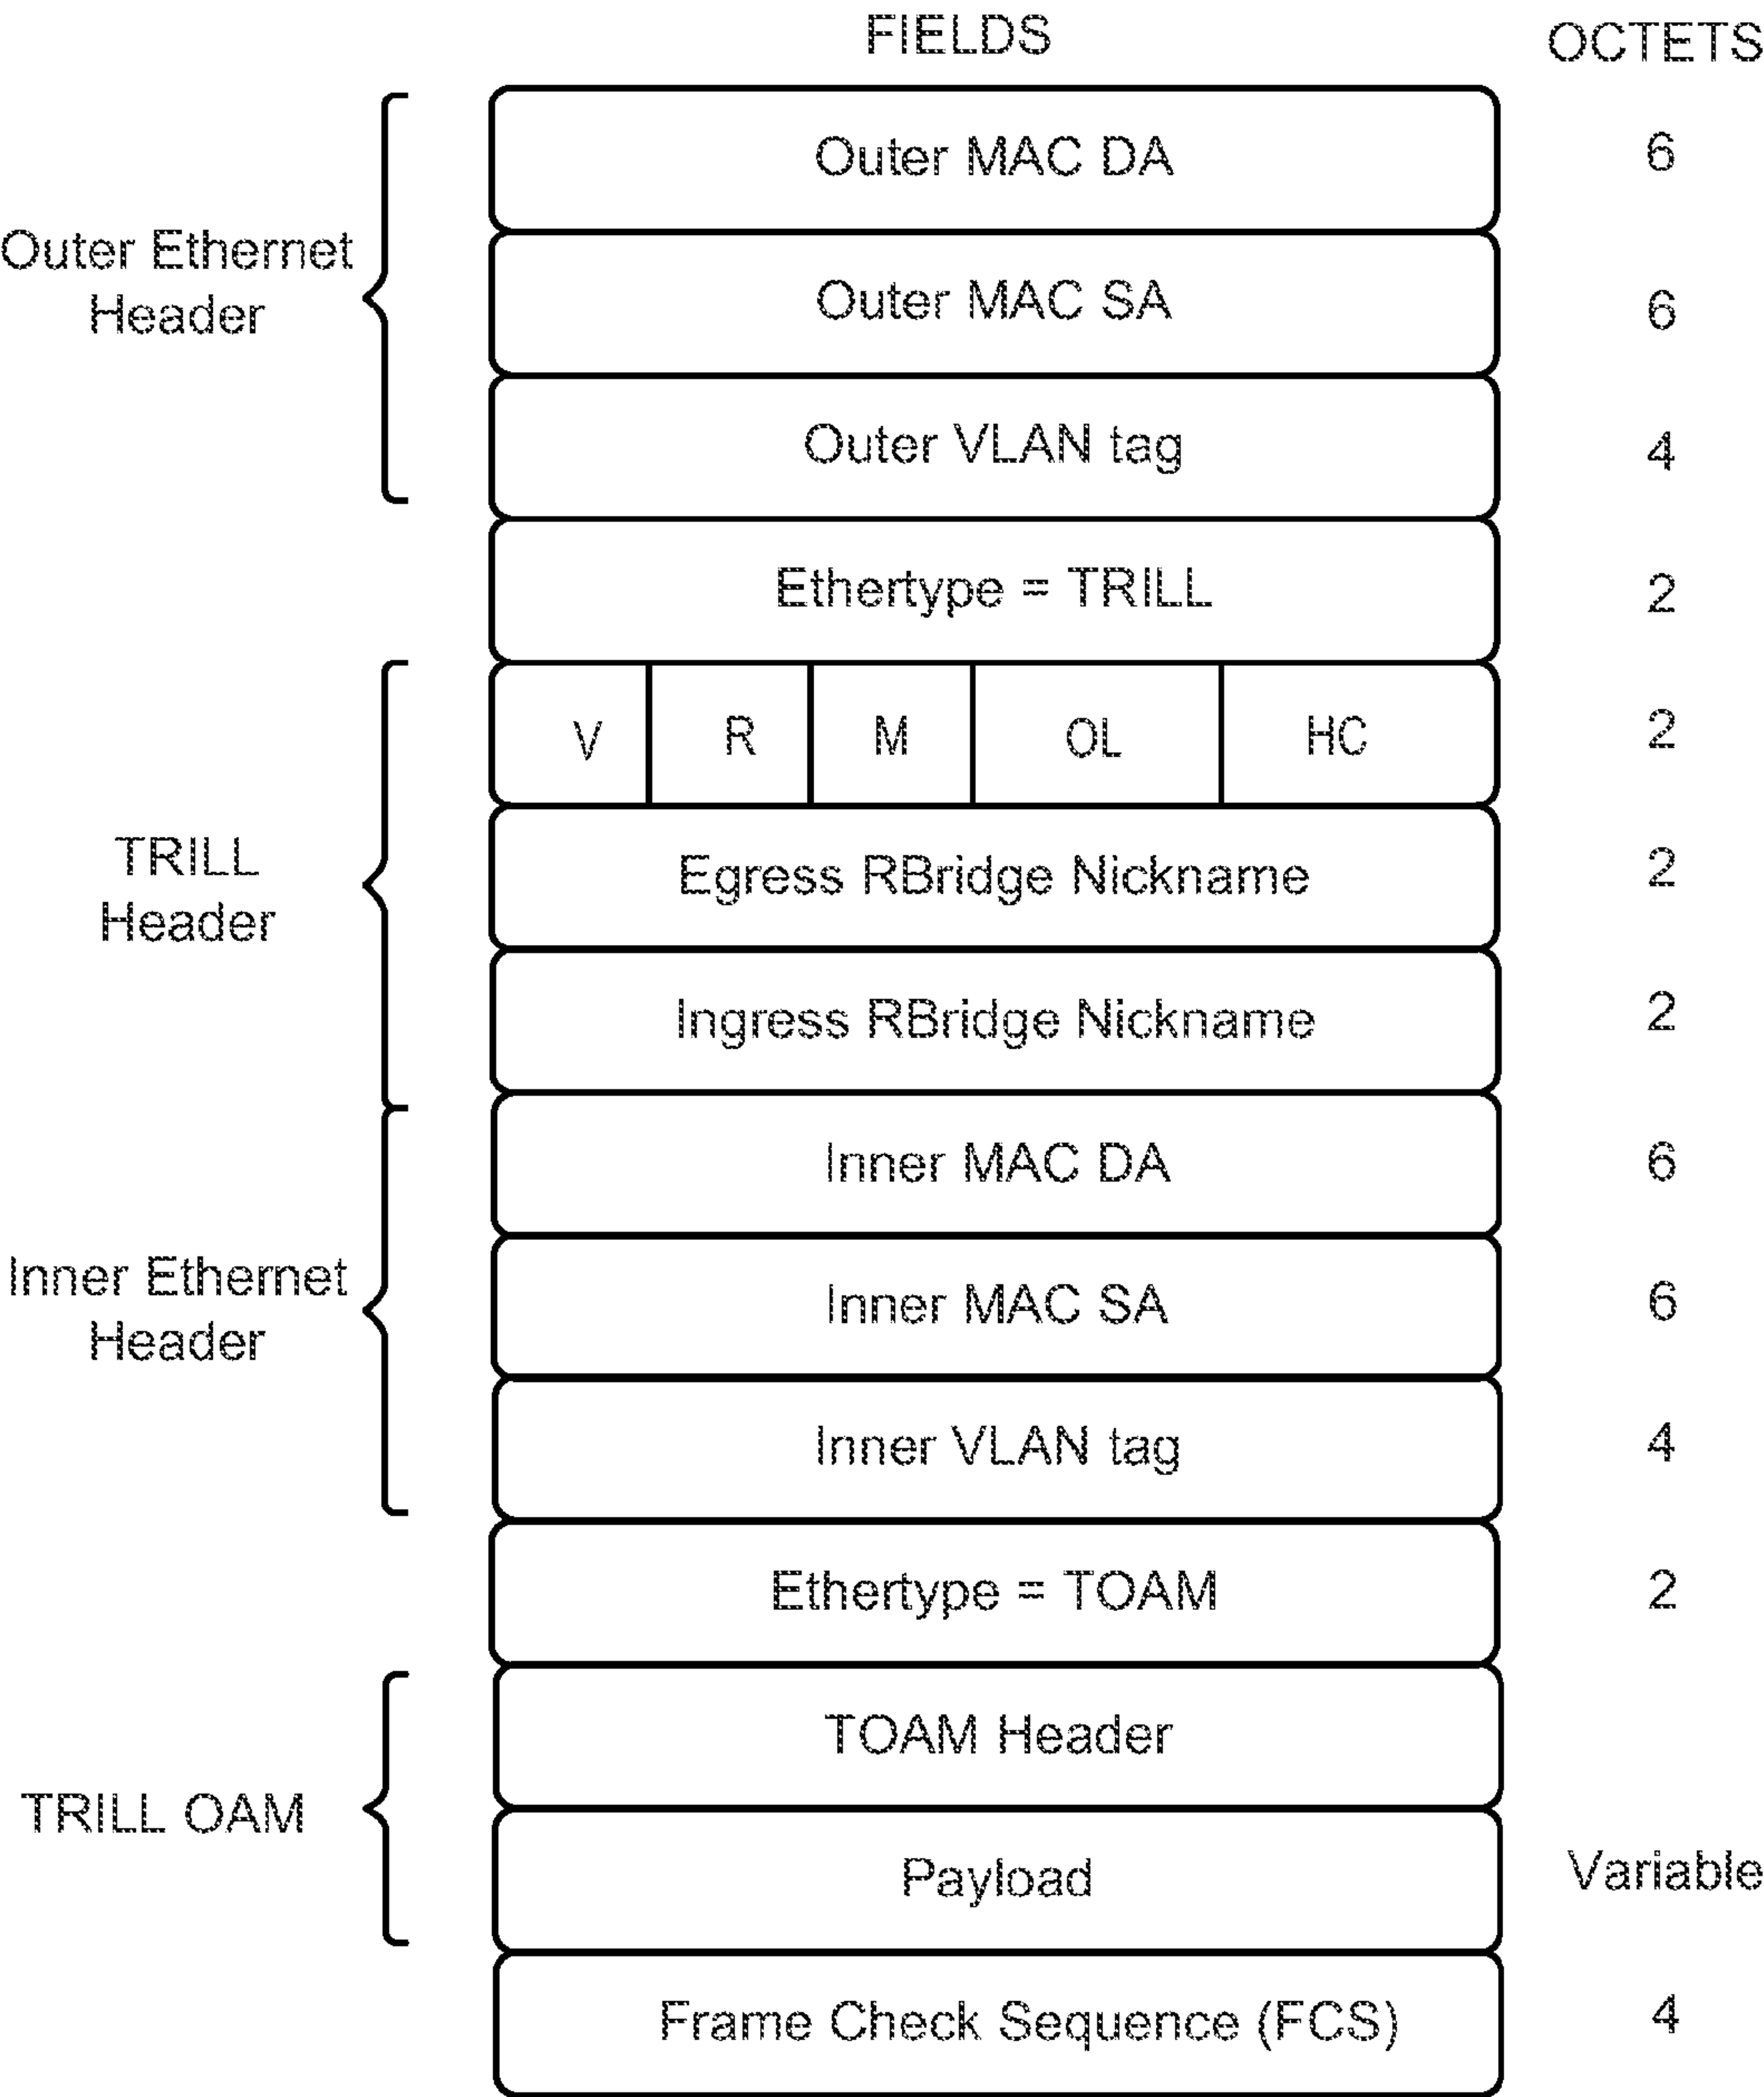 FIELDS OCTETS
Outer MAC DA 6
Outer Ethernet
Header
Outer MAC SA 6
Outer VLAN tag 4
Ethertype = TRILL 2
V R M OL HC 2
TRILL
Header
Egress RBridge Nickname 2
Ingress RBridge Nickname 2
Inner MAC DA 6
Inner Ethernet
Header
Inner MAC SA 6
Inner VLAN tag 4
Ethertype = TOAM 2
TOAM Header
TRILL OAM
Payload Variable
Frame Check Sequence (FCS) 4